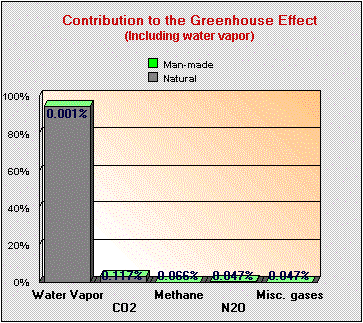 Contribution to the Greenhouse Effect
(Including water vapor)
Man-made
Natural
100%
80%
60%
40%
20%
0%
0.001%
0.117%
0.066%
0.047%
0.047%
Water Vapor
CO2
Methane
N2O
Misc. gases